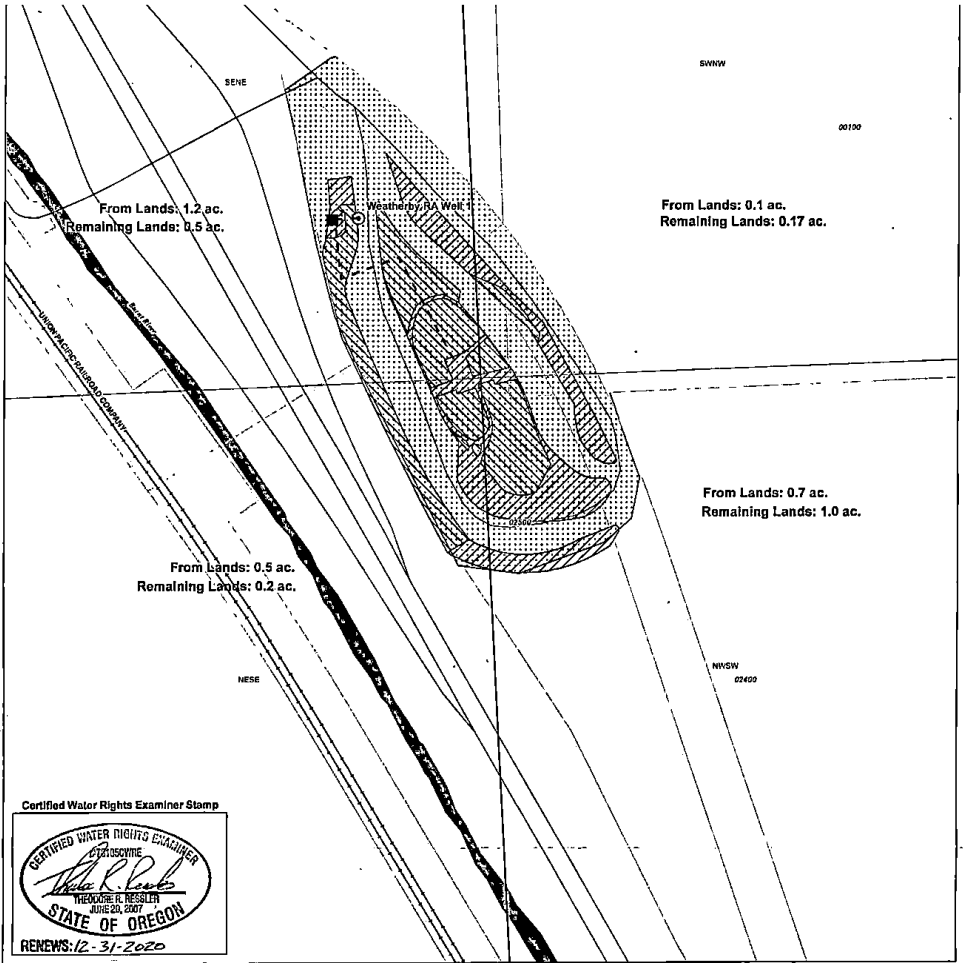 SENE
SWNW
00100
From Lands: 1.2 ac.
Remaining Lands: 0.5 ac.
Weatherby RA Well 1
From Lands: 0.1 ac.
Remaining Lands: 0.17 ac.
Burnt River
UNION PACIFIC RAILROAD COMPANY
From Lands: 0.7 ac.
Remaining Lands: 1.0 ac.
From Lands: 0.5 ac.
Remaining Lands: 0.2 ac.
NESE
NWSW
02400
Certified Water Rights Examiner Stamp
CERTIFIED WATER RIGHTS EXAMINER
THEODORE R. RESSLER
JUNE 20, 2007
STATE OF OREGON
RENEWS: 12-31-2020